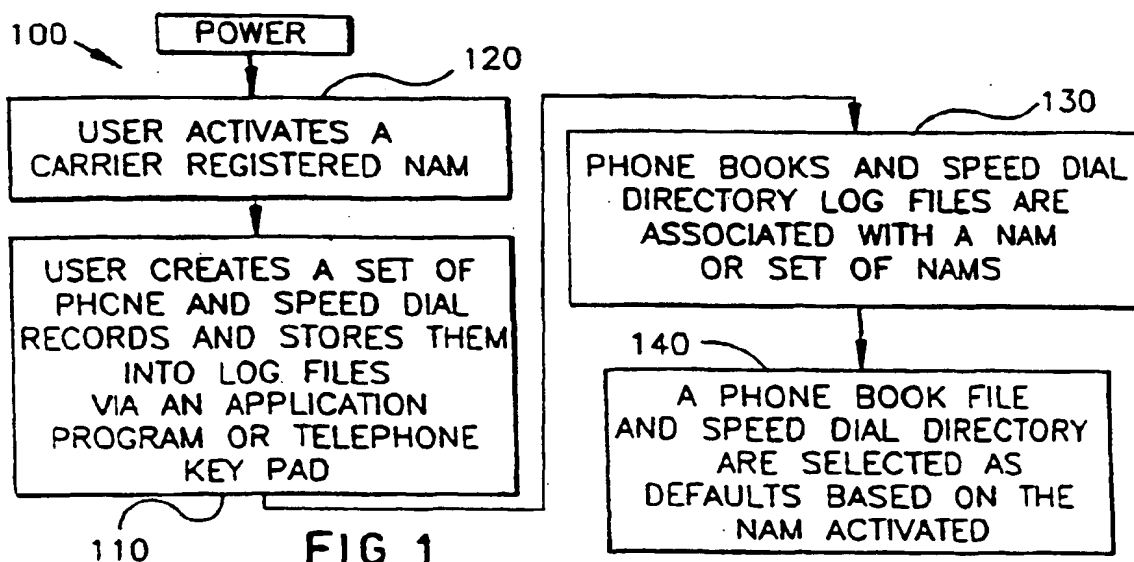 100
POWER
120
USER ACTIVATES A
CARRIER REGISTERED NAM
USER CREATES A SET OF
PHONE AND SPEED DIAL
RECORDS AND STORES THEM
INTO LOG FILES
VIA AN APPLICATION
PROGRAM OR TELEPHONE
KEY PAD
110
130
PHONE BOOKS AND SPEED DIAL
DIRECTORY LOG FILES ARE
ASSOCIATED WITH A NAM
OR SET OF NAMS
140
A PHONE BOOK FILE
AND SPEED DIAL DIRECTORY
ARE SELECTED AS
DEFAULTS BASED ON THE
NAM ACTIVATED
FIG 1